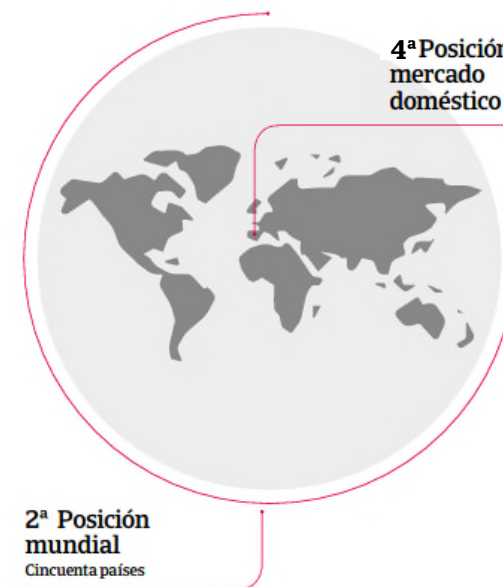 4ª Posición
mercado
doméstico
2ª Posición
mundial
Cincuenta países